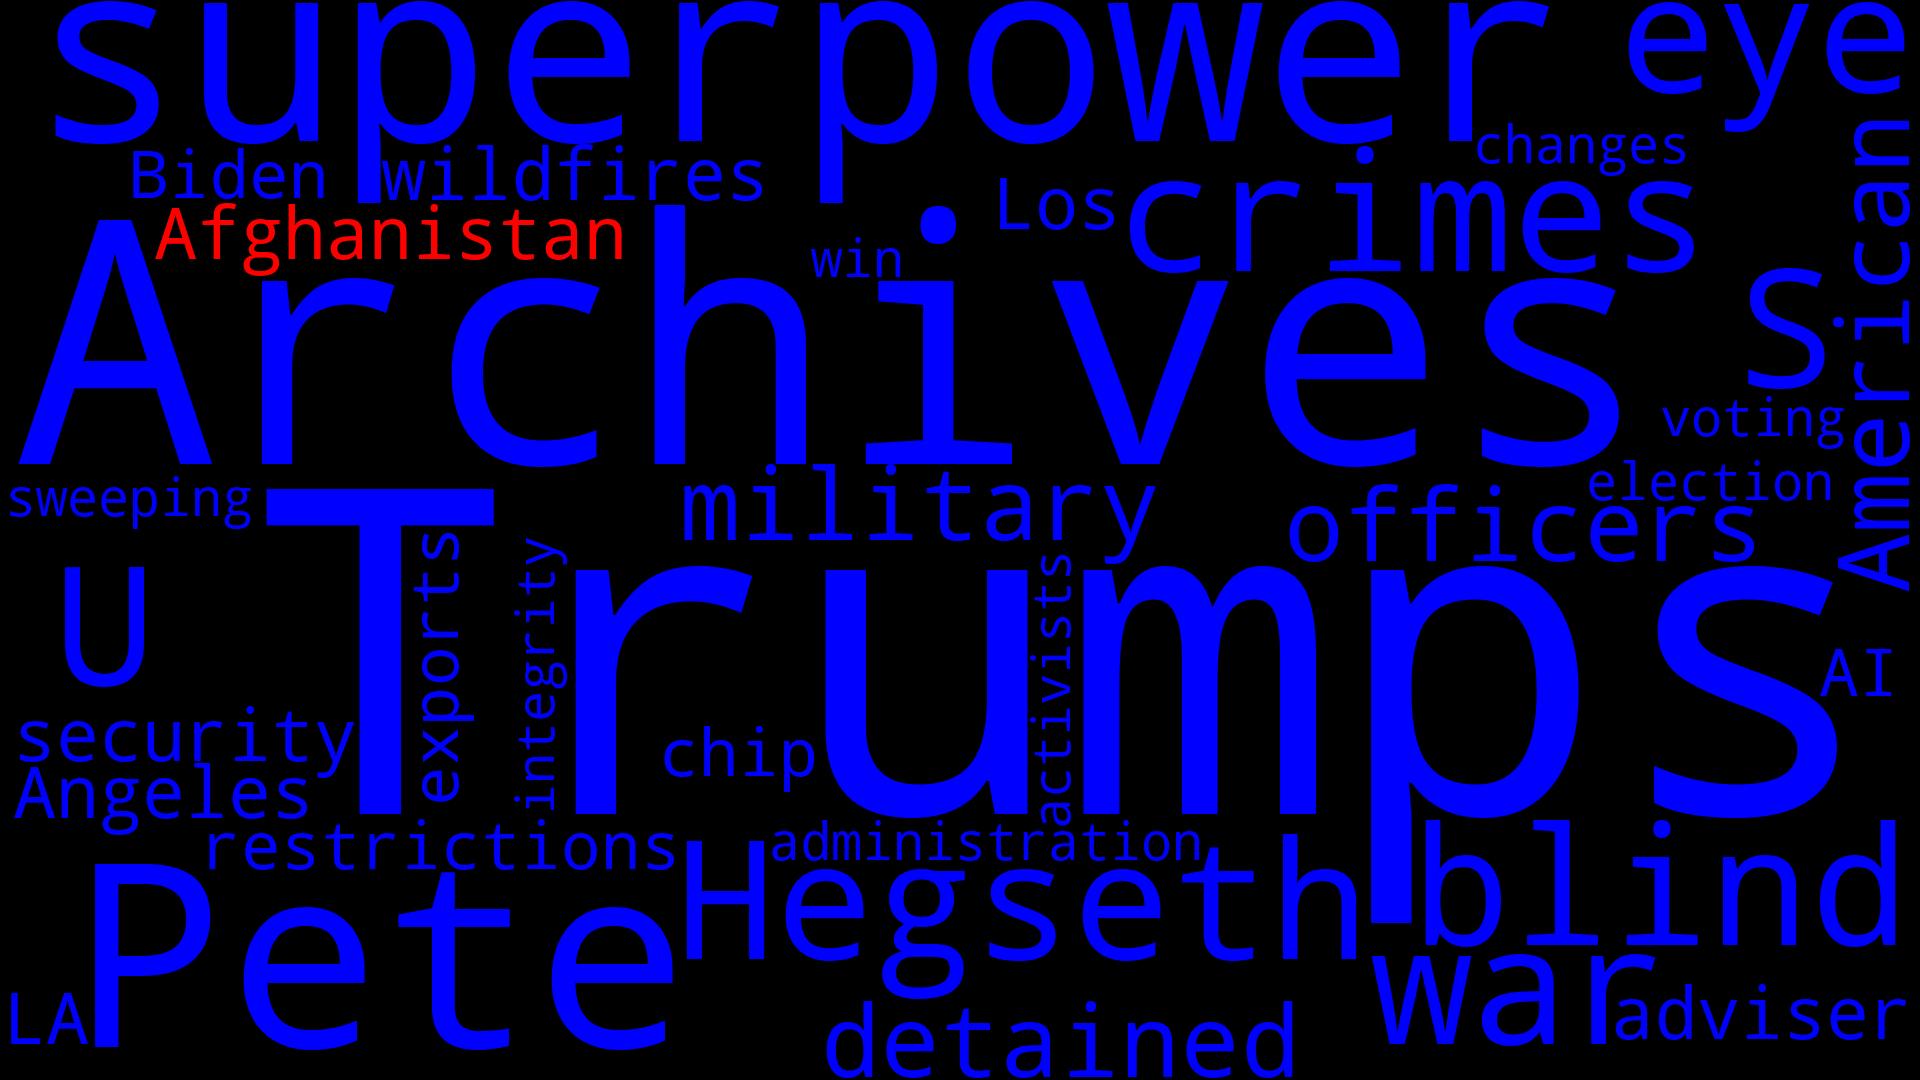 superpower
eye
Biden
wildfires
changes
Los
crimes
American
Afghanistan
win
Archives
S
voting
sweeping
military
election
officers
Trumps
U
exports
integrity
activists
AI
security
chip
Angeles
restrictions
administration
blind
Pete
Hegseth
war
LA
detained
adviser